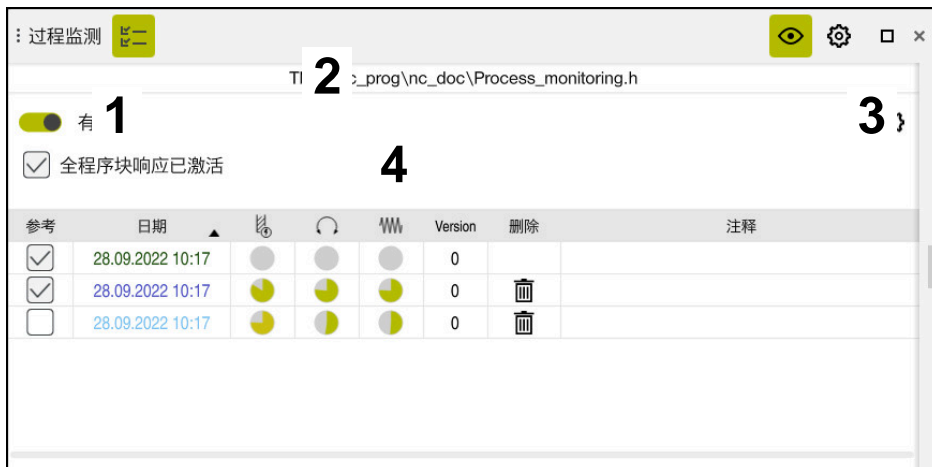 过程监测
2 c_prog\nc_doc\Process_monitoring.h
有 1 3
全程序块响应已激活 4
参考 日期 Version 删除 注释
28.09.2022 10:17 0
28.09.2022 10:17 0
28.09.2022 10:17 0